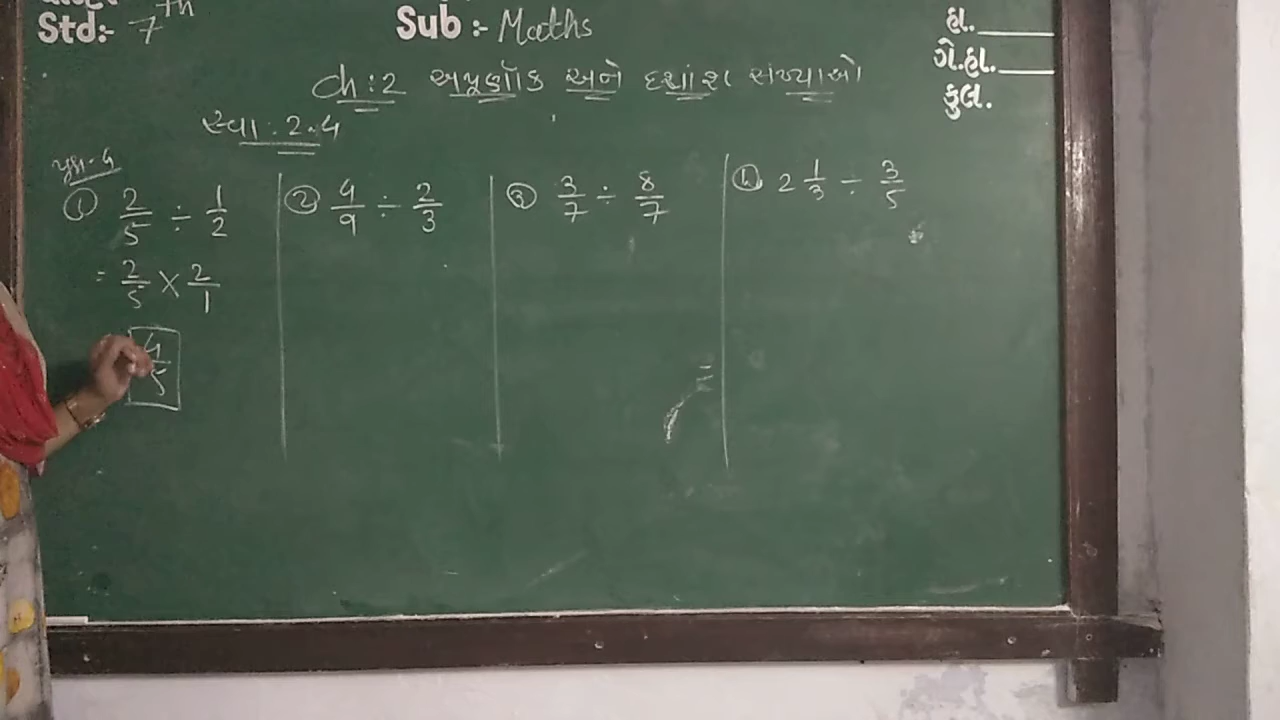 Std:- 7th
Sub :- Maths
હા.
ગે.હા.
કુલ.
ch : 2 અપૂર્ણાંક અને દશાંશ સંખ્યાઓ
સ્વા : 2.4
① 2/5 ÷ 1/2
= 2/5 × 2/1
4/5
② 4/9 ÷ 2/3
③ 3/7 ÷ 8/7
④ 2 1/3 ÷ 3/5